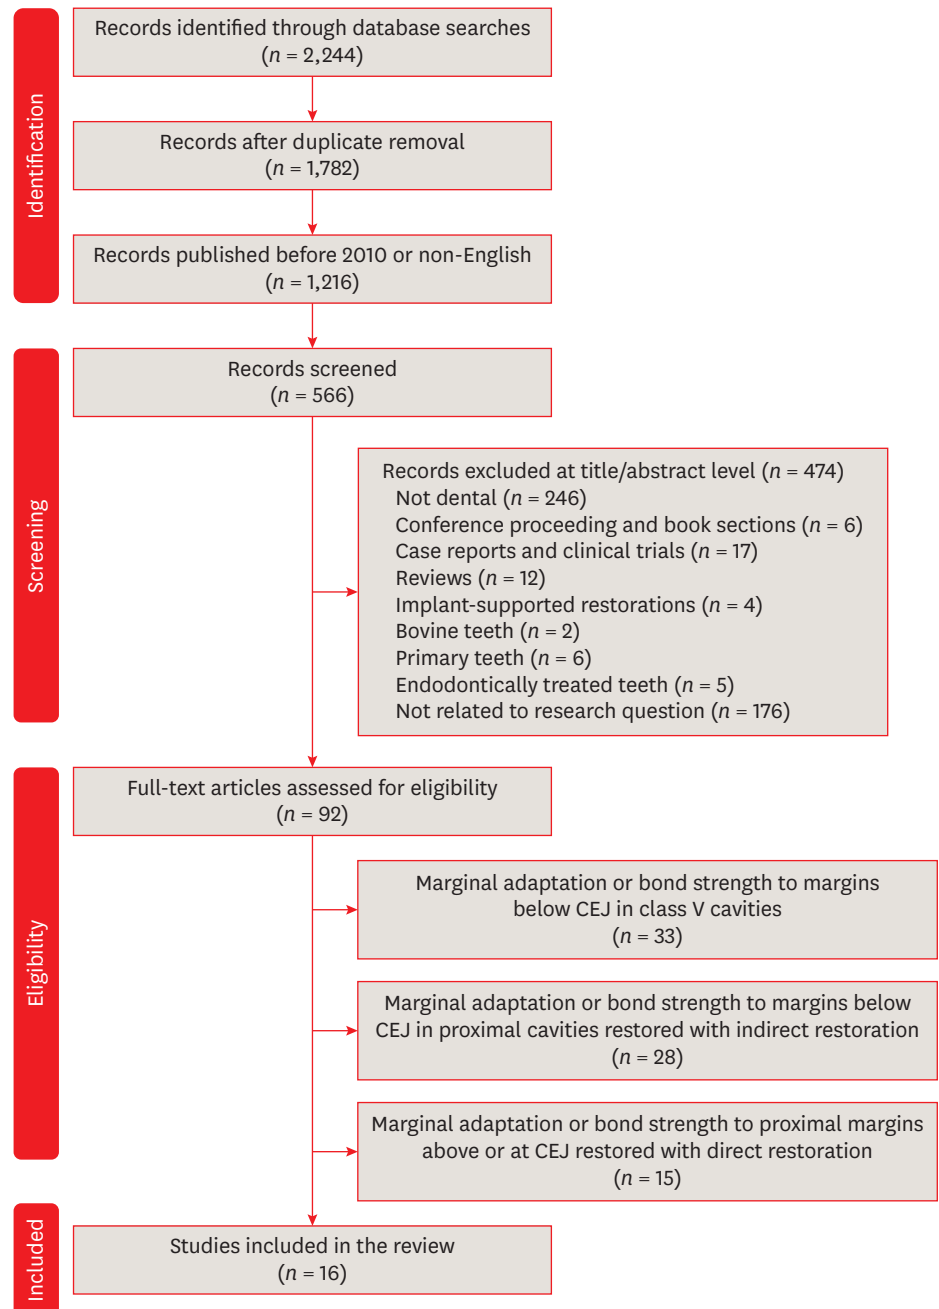 Identification
Records identified through database searches
(n = 2,244)
Records after duplicate removal
(n = 1,782)
Records published before 2010 or non-English
(n = 1,216)
Screening
Records screened
(n = 566)
Records excluded at title/abstract level (n = 474)
Not dental (n = 246)
Conference proceeding and book sections (n = 6)
Case reports and clinical trials (n = 17)
Reviews (n = 12)
Implant-supported restorations (n = 4)
Bovine teeth (n = 2)
Primary teeth (n = 6)
Endodontically treated teeth (n = 5)
Not related to research question (n = 176)
Eligibility
Full-text articles assessed for eligibility
(n = 92)
Marginal adaptation or bond strength to margins
below CEJ in class V cavities
(n = 33)
Marginal adaptation or bond strength to margins below
CEJ in proximal cavities restored with indirect restoration
(n = 28)
Marginal adaptation or bond strength to proximal margins
above or at CEJ restored with direct restoration
(n = 15)
Included
Studies included in the review
(n = 16)